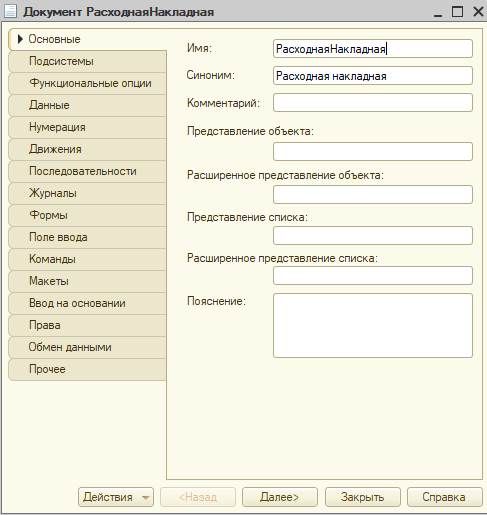 Документ РасходнаяНакладная
Основные
Подсистемы
Функциональные опции
Данные
Нумерация
Движения
Последовательности
Журналы
Формы
Поле ввода
Команды
Макеты
Ввод на основании
Права
Обмен данными
Прочее
Имя: РасходнаяНакладная
Синоним: Расходная накладная
Комментарий:
Представление объекта:
Расширенное представление объекта:
Представление списка:
Расширенное представление списка:
Пояснение:
Действия <Назад Далее> Закрыть Справка